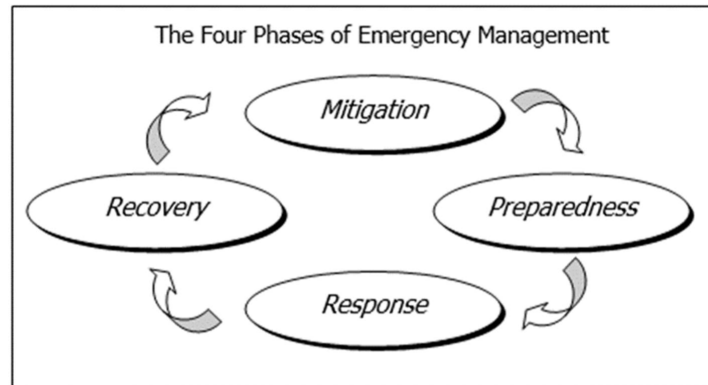 The Four Phases of Emergency Management
Mitigation
Recovery
Preparedness
Response